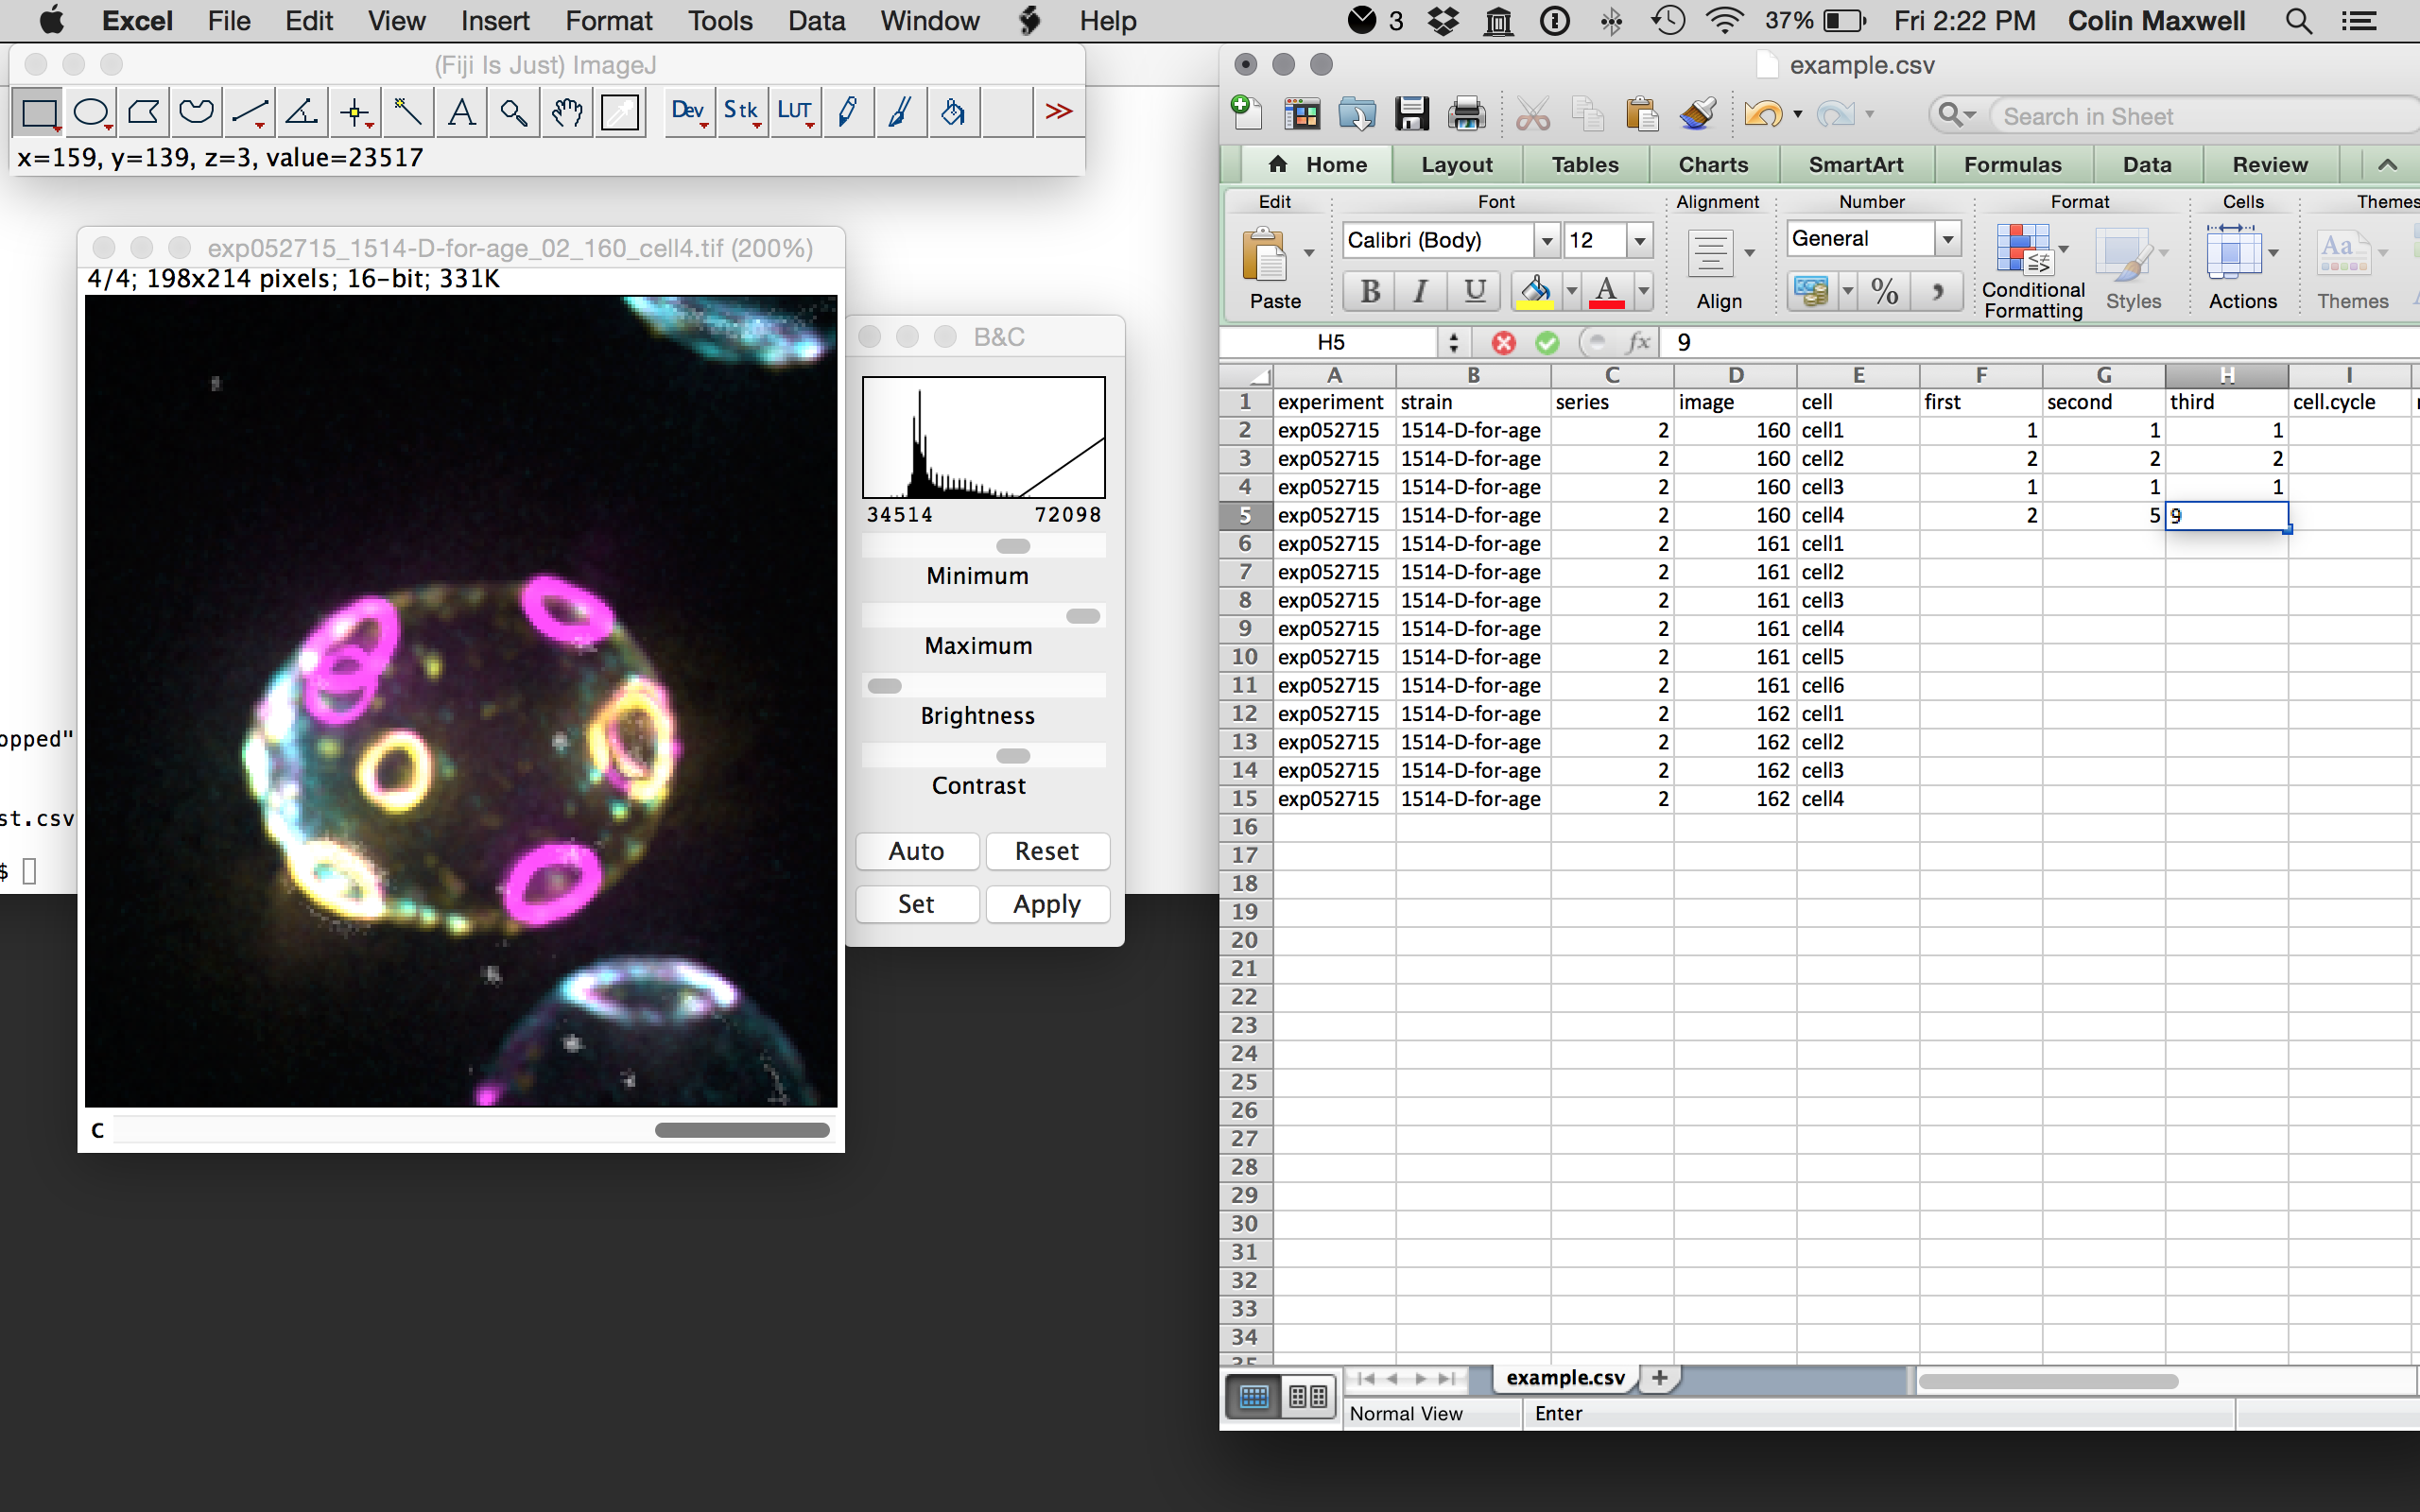 Excel File Edit View Insert Format Tools Data Window Help 3 37% Fri 2:22 PM Colin Maxwell
(Fiji Is Just) ImageJ
Dev Stk LUT >>
x=159, y=139, z=3, value=23517
exp052715_1514-D-for-age_02_160_cell4.tif (200%)
4/4; 198x214 pixels; 16-bit; 331K
C
opped"
st.csv
$
B&C
34514 72098
Minimum
Maximum
Brightness
Contrast
Auto Reset
Set Apply
example.csv
Search in Sheet
Home Layout Tables Charts SmartArt Formulas Data Review
Edit Font Alignment Number Format Cells Themes
Calibri (Body) 12 General
Paste B I U A Align % Conditional Formatting Styles Actions Aa Themes
H5 fx 9
A B C D E F G H I
1 experiment strain series image cell first second third cell.cycle
2 exp052715 1514-D-for-age 2 160 cell1 1 1 1
3 exp052715 1514-D-for-age 2 160 cell2 2 2 2
4 exp052715 1514-D-for-age 2 160 cell3 1 1 1
5 exp052715 1514-D-for-age 2 160 cell4 2 5 9
6 exp052715 1514-D-for-age 2 161 cell1
7 exp052715 1514-D-for-age 2 161 cell2
8 exp052715 1514-D-for-age 2 161 cell3
9 exp052715 1514-D-for-age 2 161 cell4
10 exp052715 1514-D-for-age 2 161 cell5
11 exp052715 1514-D-for-age 2 161 cell6
12 exp052715 1514-D-for-age 2 162 cell1
13 exp052715 1514-D-for-age 2 162 cell2
14 exp052715 1514-D-for-age 2 162 cell3
15 exp052715 1514-D-for-age 2 162 cell4
16
17
18
19
20
21
22
23
24
25
26
27
28
29
30
31
32
33
34
35
example.csv +
Normal View Enter